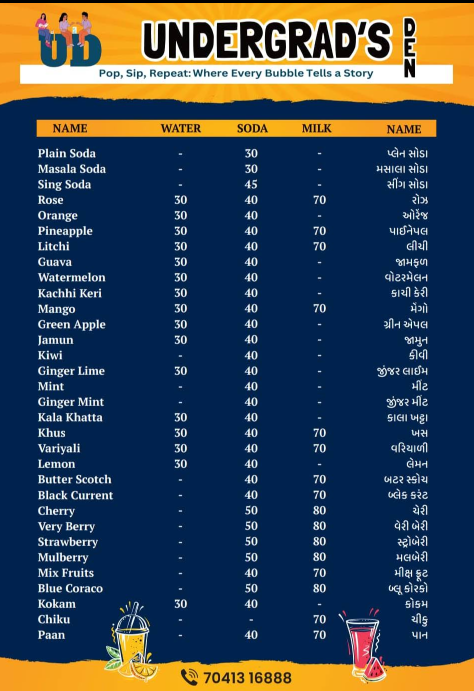 UD UNDERGRAD'S DEN
Pop, Sip, Repeat: Where Every Bubble Tells a Story
NAME WATER SODA MILK NAME
Plain Soda - 30 - પ્લેન સોડા
Masala Soda - 30 - મસાલા સોડા
Sing Soda - 45 - સીંગ સોડા
Rose 30 40 70 રોઝ
Orange 30 40 - ઓરેંજ
Pineapple 30 40 70 પાઈનેપલ
Litchi 30 40 70 લીચી
Guava 30 40 - જામફળ
Watermelon 30 40 - વોટરમેલન
Kachhi Keri 30 40 - કાચી કેરી
Mango 30 40 70 મેંગો
Green Apple 30 40 - ગ્રીન એપલ
Jamun 30 40 - જામુન
Kiwi - 40 - કીવી
Ginger Lime 30 40 - જીંજર લાઈમ
Mint - 40 - મીંટ
Ginger Mint - 40 - જીંજર મીંટ
Kala Khatta 30 40 - કાલા ખટ્ટા
Khus 30 40 70 ખસ
Variyali 30 40 70 વરિયાળી
Lemon 30 40 - લેમન
Butter Scotch - 40 70 બટર સ્કોચ
Black Current - 40 70 બ્લેક કરંટ
Cherry - 50 80 ચેરી
Very Berry - 50 80 વેરી બેરી
Strawberry - 50 80 સ્ટ્રોબેરી
Mulberry - 50 80 મલબેરી
Mix Fruits - 40 70 મીક્ષ ફ્રૂટ
Blue Coraco - 50 80 બ્લૂ કોરકો
Kokam 30 40 - કોકમ
Chiku - - 70 ચીકુ
Paan - 40 70 પાન
70413 16888